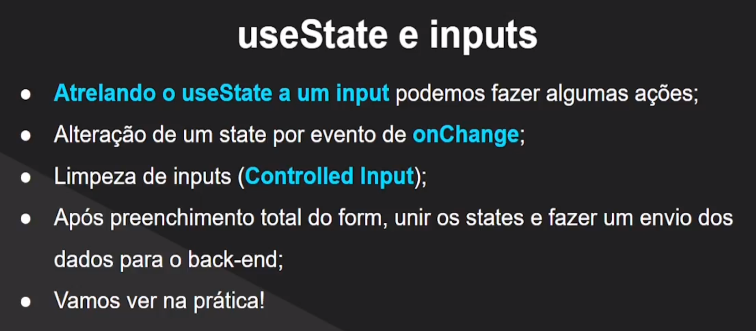 useState e inputs
● Atrelando o useState a um input podemos fazer algumas ações;
● Alteração de um state por evento de onChange;
● Limpeza de inputs (Controlled Input);
● Após preenchimento total do form, unir os states e fazer um envio dos
dados para o back-end;
● Vamos ver na prática!